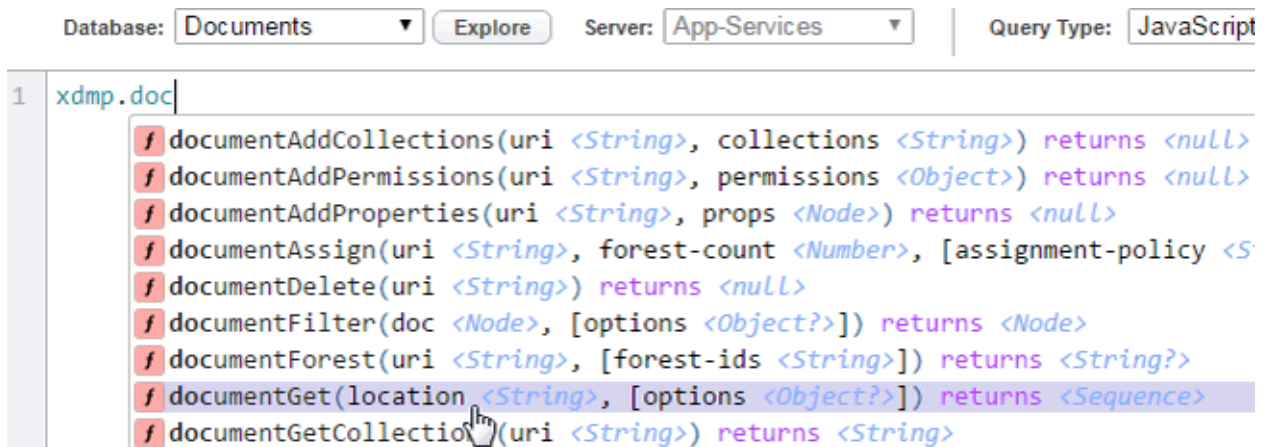 Database: Documents Explore Server: App-Services Query Type: JavaScript
1 xdmp.doc
f documentAddCollections(uri <String>, collections <String>) returns <null>
f documentAddPermissions(uri <String>, permissions <Object>) returns <null>
f documentAddProperties(uri <String>, props <Node>) returns <null>
f documentAssign(uri <String>, forest-count <Number>, [assignment-policy <S
f documentDelete(uri <String>) returns <null>
f documentFilter(doc <Node>, [options <Object?>]) returns <Node>
f documentForest(uri <String>, [forest-ids <String>]) returns <String?>
f documentGet(location <String>, [options <Object?>]) returns <Sequence>
f documentGetCollectio (uri <String>) returns <String>